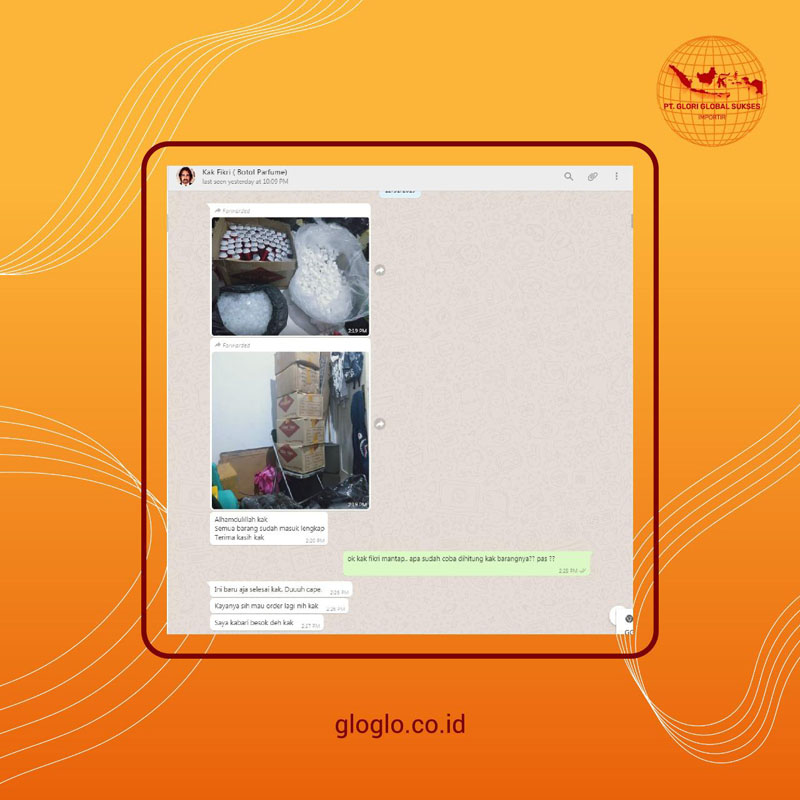 PT. GLORI GLOBAL SUKSES
IMPORTIR
Kak Fikri ( Botol Parfume)
last seen yesterday at 10:09 PM
Forwarded
2:19 PM
Forwarded
2:19 PM
Alhamdulillah kak
Semua barang sudah masuk lengkap
Terima kasih kak
2:20 PM
ok kak fikri mantap.. apa sudah coba dihitung kak barangnya?? pas ??
2:25 PM
Ini baru aja selesai kak. Duuuh cape.
2:26 PM
Kayanya sih mau order lagi nih kak
2:26 PM
Saya kabari besok deh kak
2:27 PM
gloglo.co.id